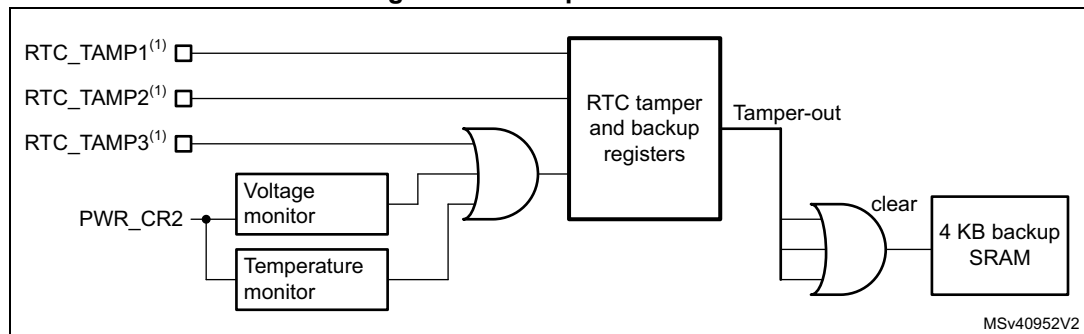 RTC_TAMP1(1)
RTC_TAMP2(1)
RTC_TAMP3(1)
PWR_CR2
Voltage
monitor
Temperature
monitor
RTC tamper
and backup
registers
Tamper-out
clear
4 KB backup
SRAM
MSv40952V2